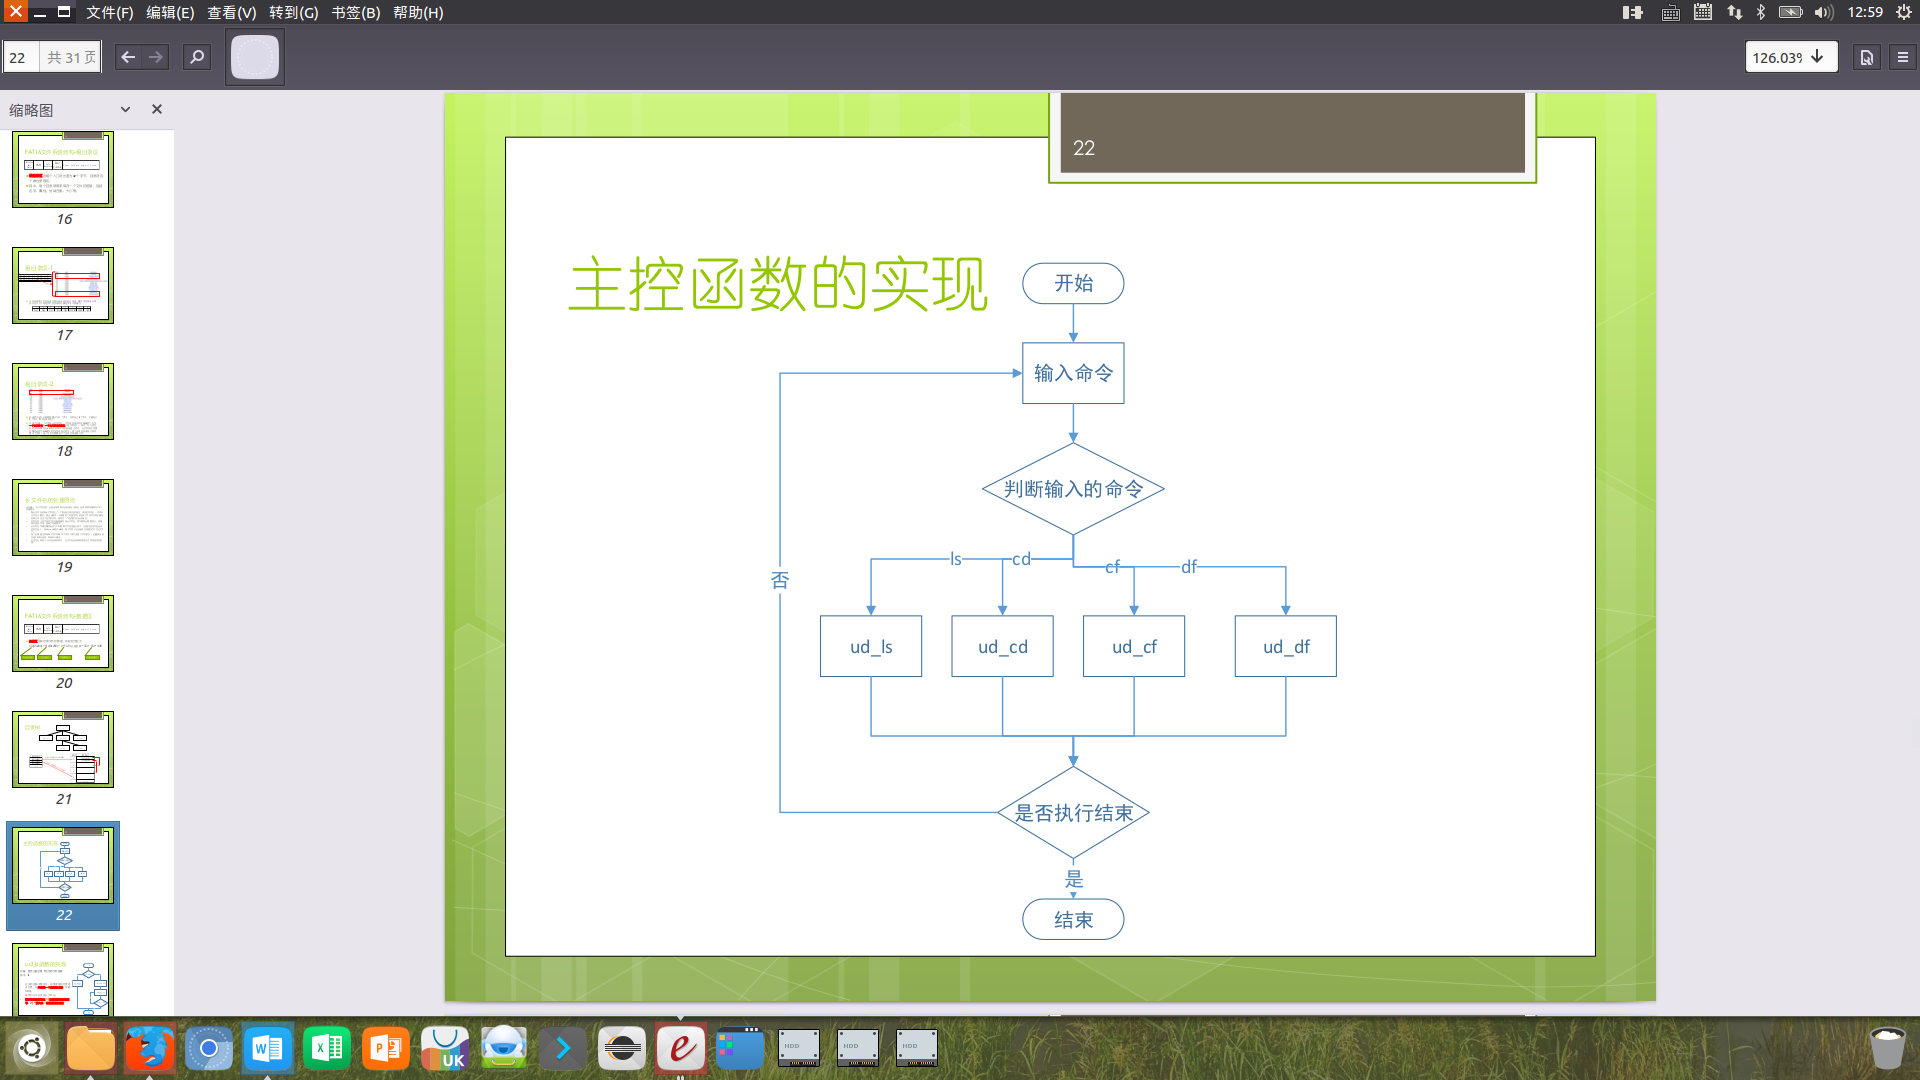 文件(F) 编辑(E) 查看(V) 转到(G) 书签(B) 帮助(H)
12:59
22 共 31 页
126.03%
缩略图
16
17
18
19
20
21
22
22
主控函数的实现
开始
输入命令
判断输入的命令
ls cd cf df
否
ud_ls ud_cd ud_cf ud_df
是否执行结束
是
结束
W X P UK HDD HDD HDD